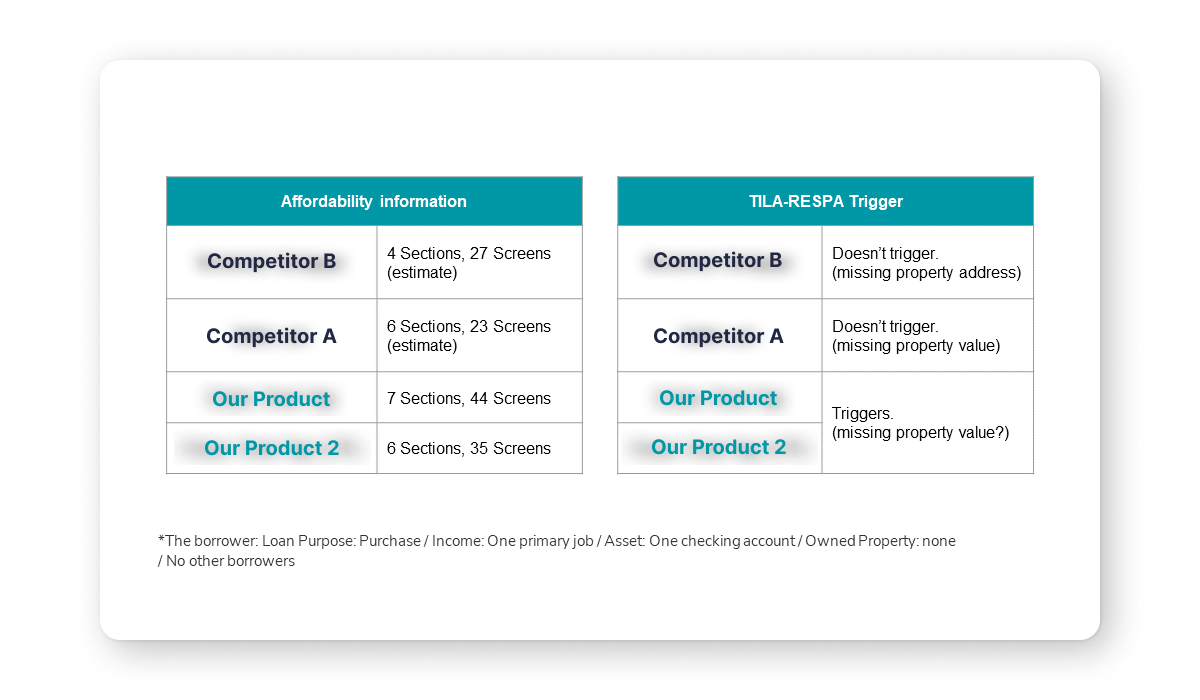 Affordability information
Competitor B
4 Sections, 27 Screens
(estimate)
Competitor A
6 Sections, 23 Screens
(estimate)
Our Product
7 Sections, 44 Screens
Our Product 2
6 Sections, 35 Screens
TILA-RESPA Trigger
Competitor B
Doesn’t trigger.
(missing property address)
Competitor A
Doesn’t trigger.
(missing property value)
Our Product
Our Product 2
Triggers.
(missing property value?)
*The borrower: Loan Purpose: Purchase / Income: One primary job / Asset: One checking account / Owned Property: none
/ No other borrowers